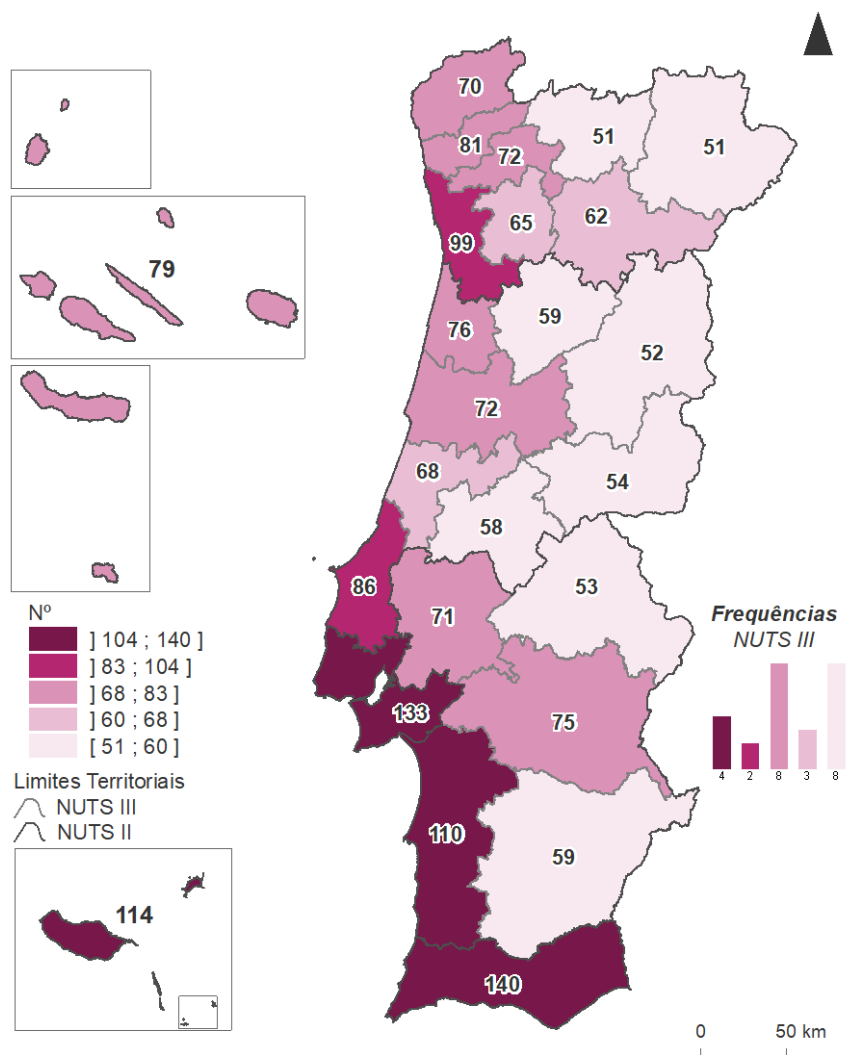 70
81
72
51
51
65
62
99
79
59
76
52
72
68
54
58
53
86
71
Nº
] 104 ; 140 ]
] 83 ; 104 ]
] 68 ; 83 ]
] 60 ; 68 ]
[ 51 ; 60 ]
Frequências
NUTS III
4 2 8 3 8
133
75
Limites Territoriais
NUTS III
NUTS II
110
59
114
140
0 50 km